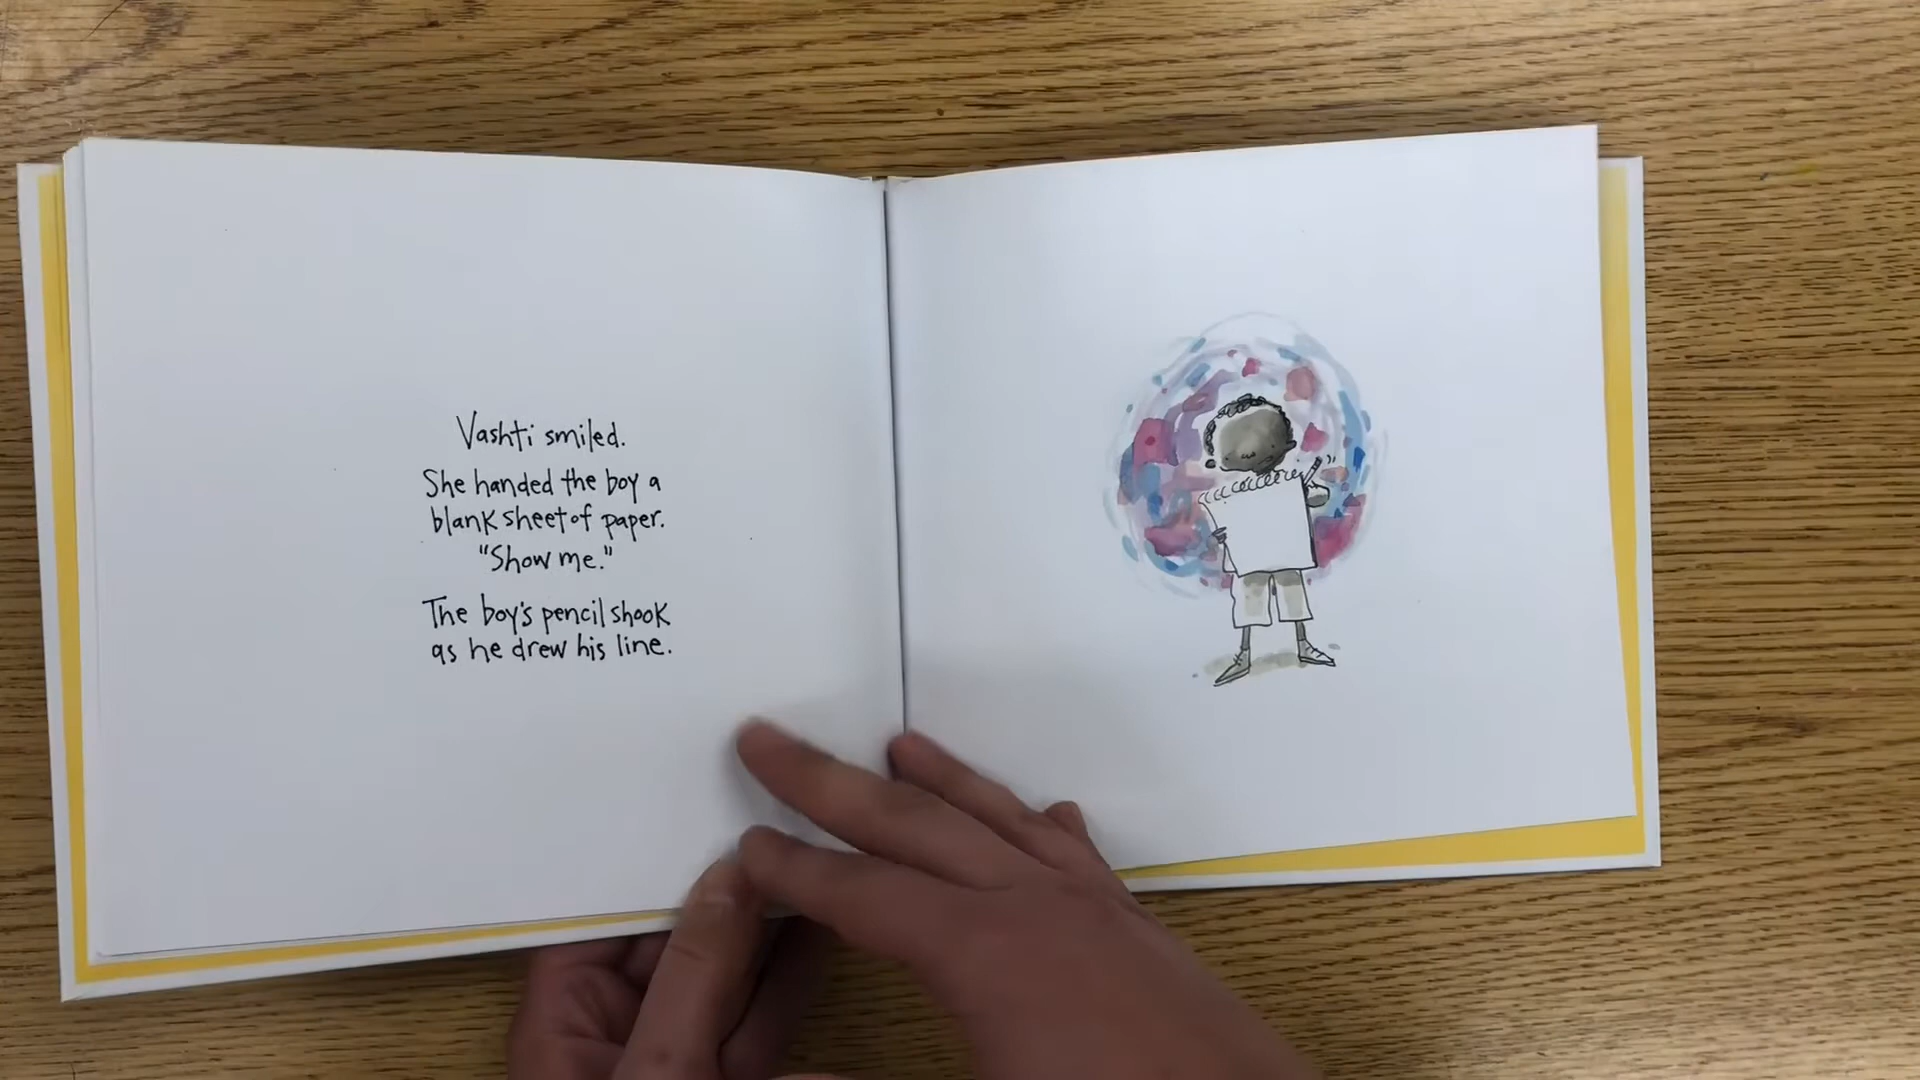 Vashti smiled.
She handed the boy a
blank sheet of paper.
"Show me."
The boy's pencil shook
as he drew his line.